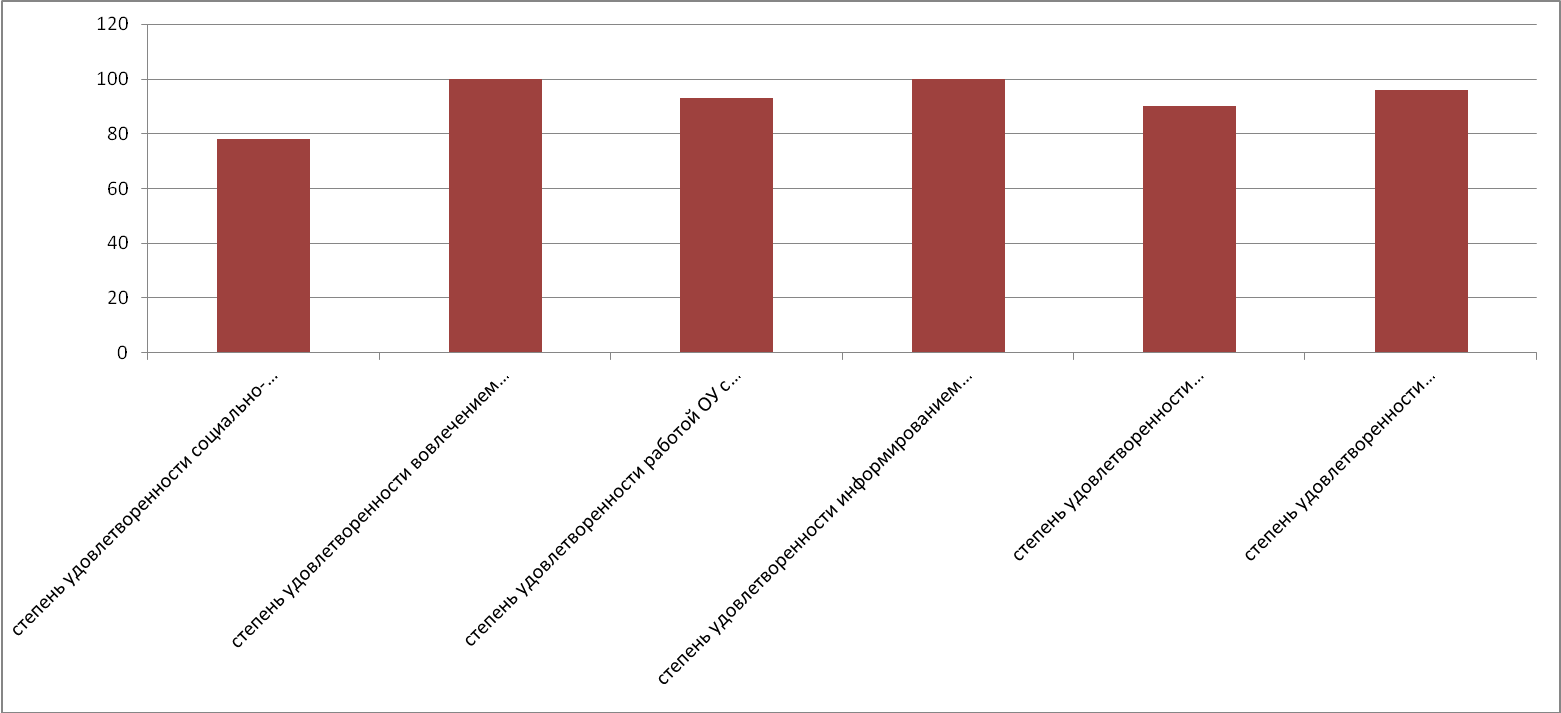 120
100
80
60
40
20
0
степень удовлетворенности социально-...
степень удовлетворенности вовлечением...
степень удовлетворенности работой ОУ с...
степень удовлетворенности информированием...
степень удовлетворенности...
степень удовлетворенности...